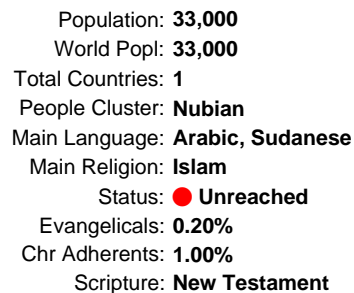 Population: 33,000
World Popl: 33,000
Total Countries: 1
People Cluster: Nubian
Main Language: Arabic, Sudanese
Main Religion: Islam
Status: Unreached
Evangelicals: 0.20%
Chr Adherents: 1.00%
Scripture: New Testament